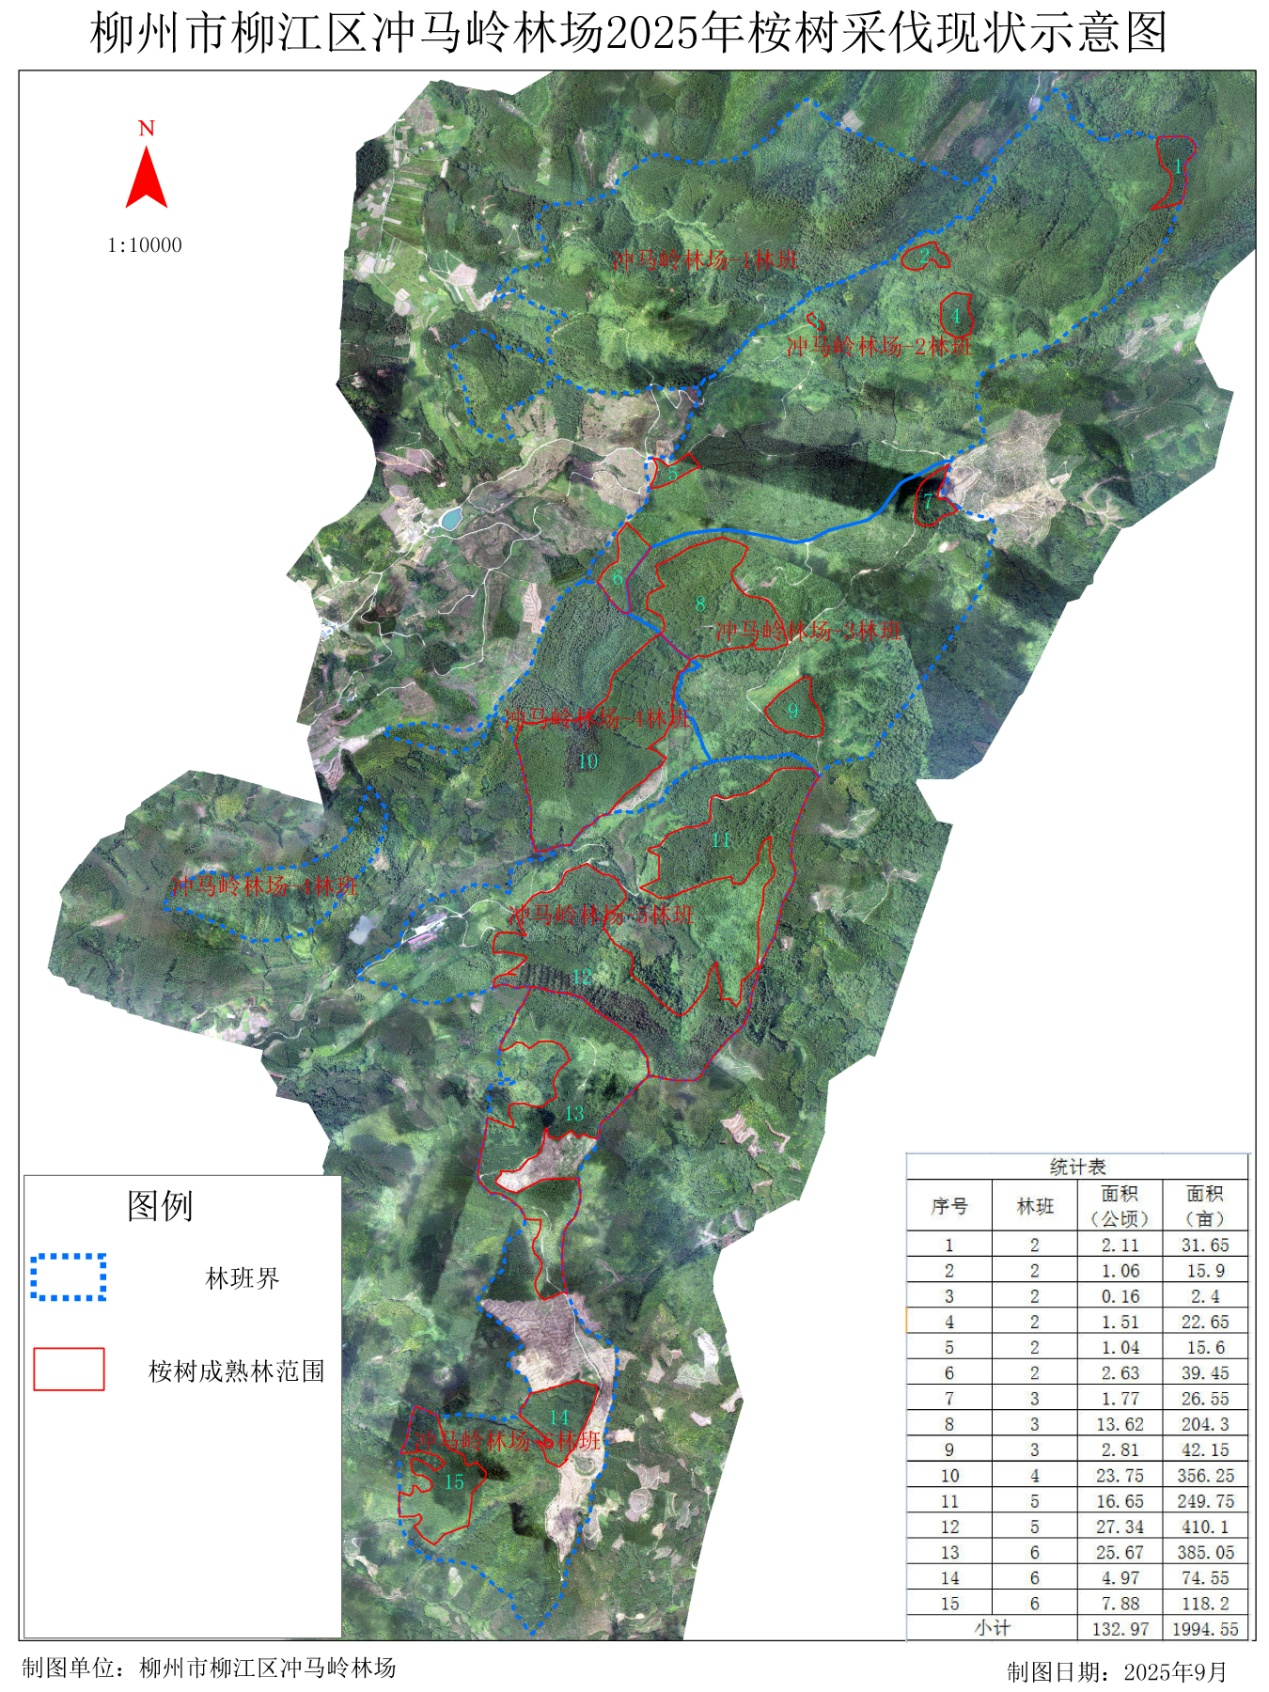 柳州市柳江区冲马岭林场2025年桉树采伐现状示意图
N
1:10000
1
冲马岭林场-1林班
2
4
冲马岭林场-2林班
5
7
6
8
冲马岭林场-3林班
9
冲马岭林场-4林班
10
11
冲马岭林场-4林班
冲马岭林场-5林班
12
13
14
冲马岭林场-6林班
15
图例
林班界
桉树成熟林范围
统计表
序号 林班 面积（公顷） 面积（亩）
1 2 2.11 31.65
2 2 1.06 15.9
3 2 0.16 2.4
4 2 1.51 22.65
5 2 1.04 15.6
6 2 2.63 39.45
7 3 1.77 26.55
8 3 13.62 204.3
9 3 2.81 42.15
10 4 23.75 356.25
11 5 16.65 249.75
12 5 27.34 410.1
13 6 25.67 385.05
14 6 4.97 74.55
15 6 7.88 118.2
小计 132.97 1994.55
制图单位：柳州市柳江区冲马岭林场
制图日期：2025年9月